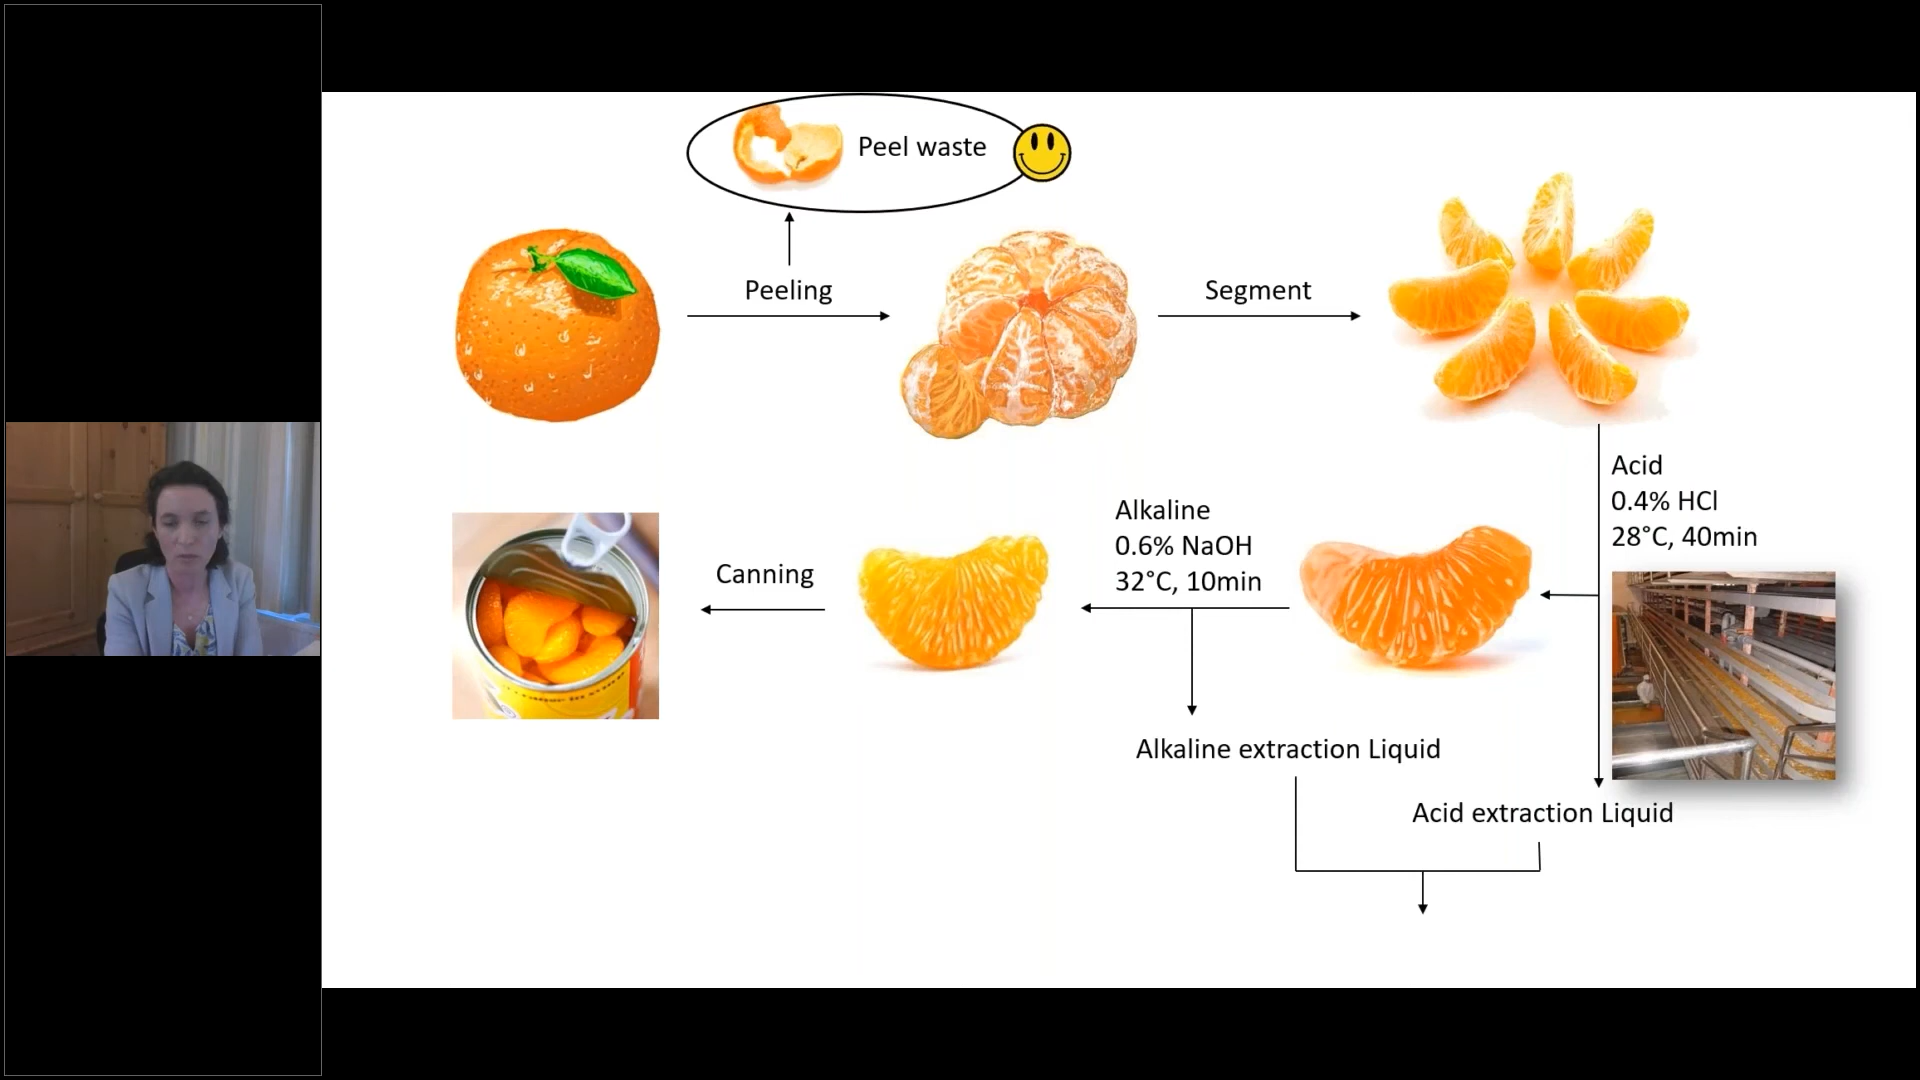 Peel waste
Peeling
Segment
Acid
0.4% HCl
28°C, 40min
Alkaline
0.6% NaOH
32°C, 10min
Canning
Alkaline extraction Liquid
Acid extraction Liquid